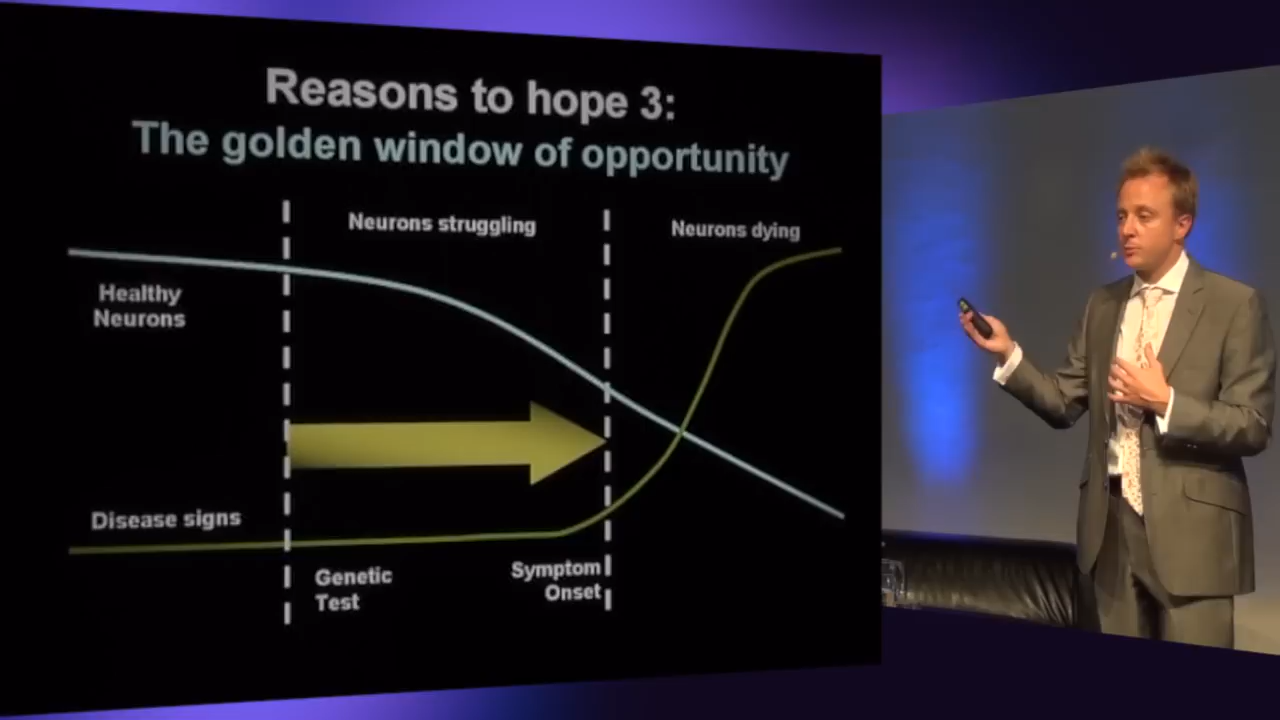 Reasons to hope 3:
The golden window of opportunity
Neurons struggling
Neurons dying
Healthy
Neurons
Disease signs
Genetic
Test
Symptom
Onset